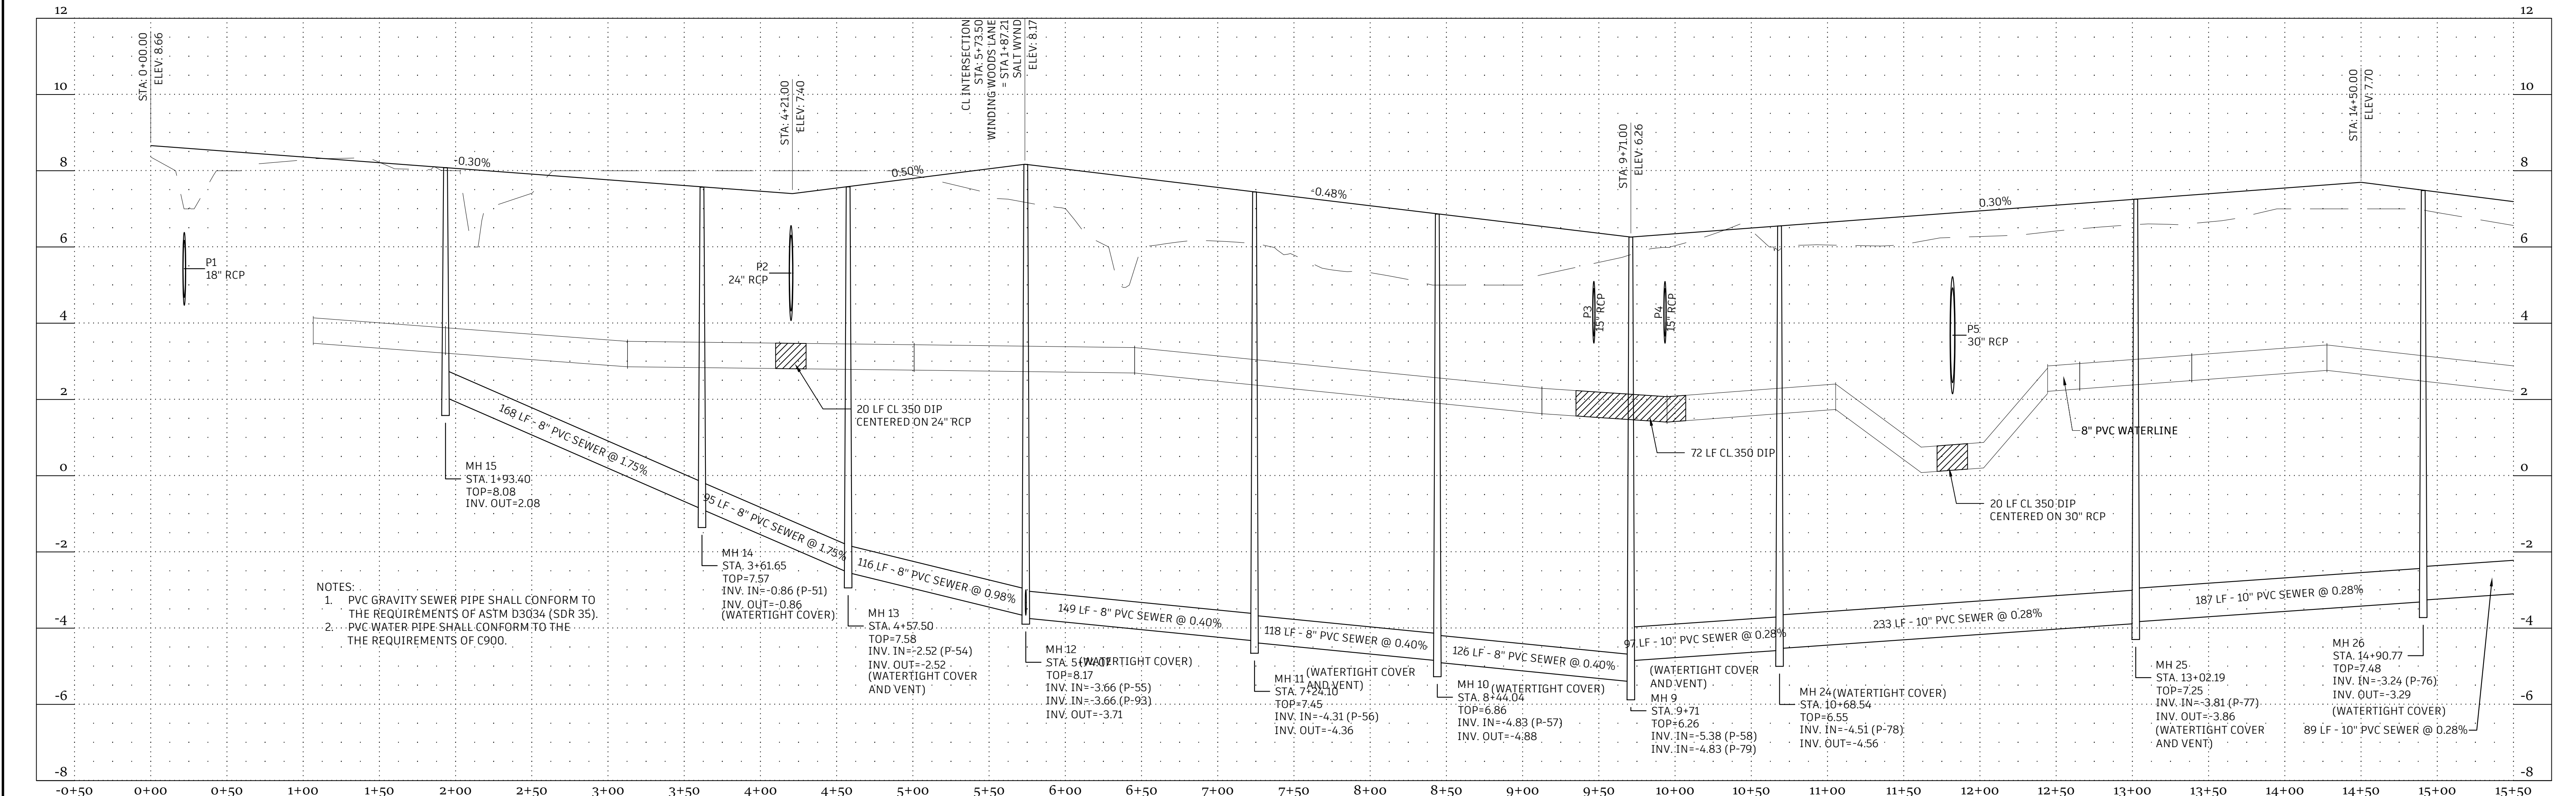 12
12
10
10
8
8
6
6
4
4
2
2
0
0
-2
-2
-4
-4
-6
-6
-8
-8
STA: 0+00.00
ELEV: 8.66
STA: 4+21.00
ELEV: 7.40
CL INTERSECTION
STA: 5+73.50
WINDING WOODS LANE
= STA 1+87.21
SALT WYND
ELEV: 8.17
STA: 9+71.00
ELEV: 6.26
STA: 14+50.00
ELEV: 7.70
-0.30%
0.50%
-0.48%
0.30%
P1
18" RCP
P2
24" RCP
P3
15" RCP
P4
15" RCP
P5
30" RCP
20 LF CL 350 DIP
CENTERED ON 24" RCP
72 LF CL 350 DIP
8" PVC WATERLINE
20 LF CL 350 DIP
CENTERED ON 30" RCP
168 LF - 8" PVC SEWER @ 1.75%
95 LF - 8" PVC SEWER @ 1.75%
116 LF - 8" PVC SEWER @ 0.98%
149 LF - 8" PVC SEWER @ 0.40%
118 LF - 8" PVC SEWER @ 0.40%
126 LF - 8" PVC SEWER @ 0.40%
97 LF - 10" PVC SEWER @ 0.28%
233 LF - 10" PVC SEWER @ 0.28%
187 LF - 10" PVC SEWER @ 0.28%
89 LF - 10" PVC SEWER @ 0.28%
MH 15
STA. 1+93.40
TOP=8.08
INV. OUT=2.08
MH 14
STA. 3+61.65
TOP=7.57
INV. IN=-0.86 (P-51)
INV. OUT=-0.86
(WATERTIGHT COVER)
MH 13
STA. 4+57.50
TOP=7.58
INV. IN=-2.52 (P-54)
INV. OUT=-2.52
(WATERTIGHT COVER
AND VENT)
MH 12
(WATERTIGHT COVER)
STA. 5+74.07
TOP=8.17
INV. IN=-3.66 (P-55)
INV. IN=-3.66 (P-93)
INV. OUT=-3.71
MH 11
(WATERTIGHT COVER
AND VENT)
STA. 7+24.10
TOP=7.45
INV. IN=-4.31 (P-56)
INV. OUT=-4.36
MH 10
(WATERTIGHT COVER)
STA. 8+44.04
TOP=6.86
INV. IN=-4.83 (P-57)
INV. OUT=-4.88
(WATERTIGHT COVER
AND VENT)
MH 9
STA. 9+71
TOP=6.26
INV. IN=-5.38 (P-58)
INV. IN=-4.83 (P-79)
MH 24 (WATERTIGHT COVER)
STA. 10+68.54
TOP=6.55
INV. IN=-4.51 (P-78)
INV. OUT=-4.56
MH 25
STA. 13+02.19
TOP=7.25
INV. IN=-3.81 (P-77)
INV. OUT=-3.86
(WATERTIGHT COVER
AND VENT)
MH 26
STA. 14+90.77
TOP=7.48
INV. IN=-3.24 (P-76)
INV. OUT=-3.29
(WATERTIGHT COVER)
NOTES:
1. PVC GRAVITY SEWER PIPE SHALL CONFORM TO
THE REQUIREMENTS OF ASTM D3034 (SDR 35).
2. PVC WATER PIPE SHALL CONFORM TO THE
THE REQUIREMENTS OF C900.
-0+50 0+00 0+50 1+00 1+50 2+00 2+50 3+00 3+50 4+00 4+50 5+00 5+50 6+00 6+50 7+00 7+50 8+00 8+50 9+00 9+50 10+00 10+50 11+00 11+50 12+00 12+50 13+00 13+50 14+00 14+50 15+00 15+50